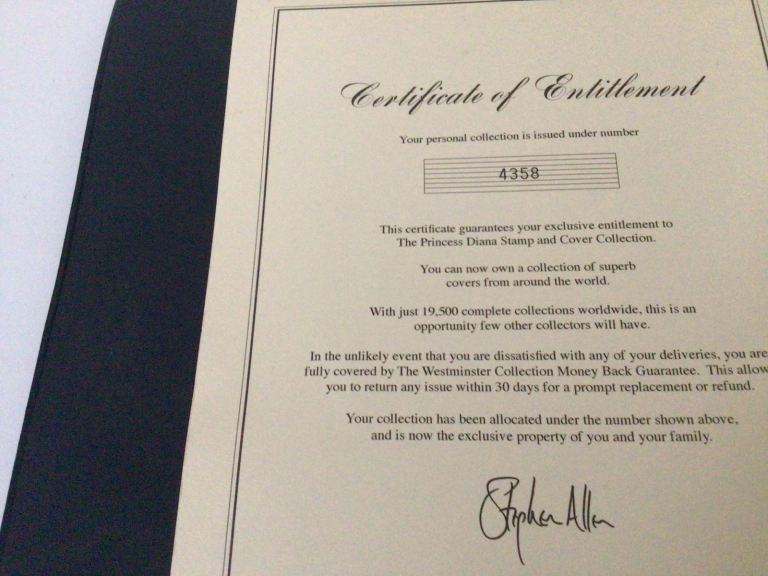 Certificate of Entitlement
Your personal collection is issued under number
4358
This certificate guarantees your exclusive entitlement to
The Princess Diana Stamp and Cover Collection.
You can now own a collection of superb
covers from around the world.
With just 19,500 complete collections worldwide, this is an
opportunity few other collectors will have.
In the unlikely event that you are dissatisfied with any of your deliveries, you are
fully covered by The Westminster Collection Money Back Guarantee. This allow
you to return any issue within 30 days for a prompt replacement or refund.
Your collection has been allocated under the number shown above,
and is now the exclusive property of you and your family.
Stephen Allen